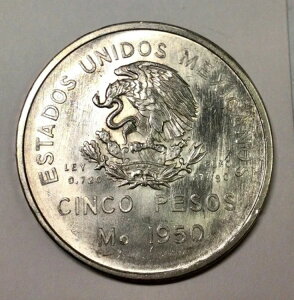 ESTADOS UNIDOS MEXICANOS
LEY
0.720
CINCO PESOS
Mo 1950